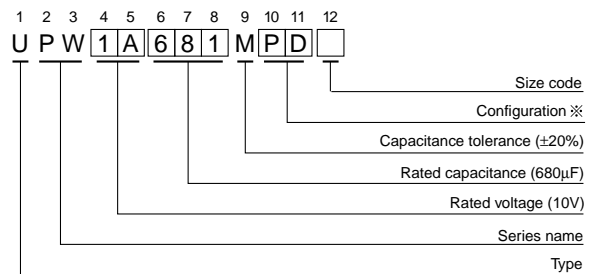 1 2 3 4 5 6 7 8 9 10 11 12
U P W 1 A 6 8 1 M P D
Size code
Configuration ※
Capacitance tolerance (±20%)
Rated capacitance (680µF)
Rated voltage (10V)
Series name
Type